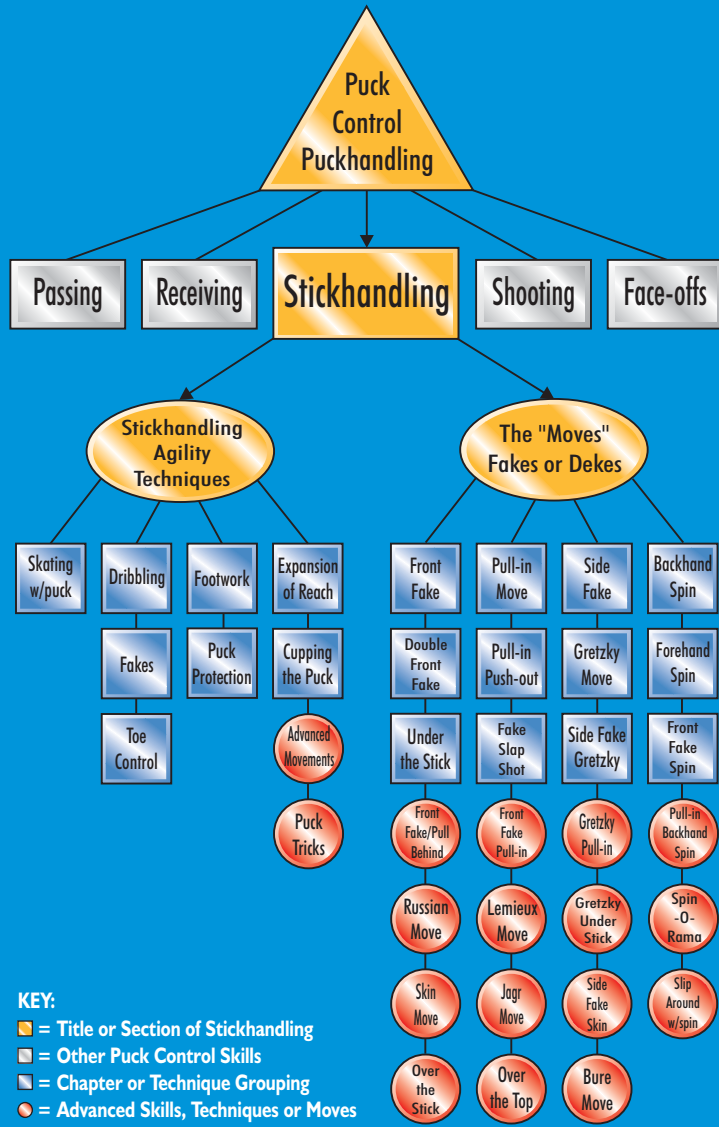 Puck
Control
Puckhandling
Passing
Receiving
Stickhandling
Shooting
Face-offs
Stickhandling
Agility
Techniques
The "Moves"
Fakes or Dekes
Skating
w/puck
Dribbling
Footwork
Expansion
of Reach
Front
Fake
Pull-in
Move
Side
Fake
Backhand
Spin
Fakes
Puck
Protection
Cupping
the Puck
Double
Front
Fake
Pull-in
Push-out
Gretzky
Move
Forehand
Spin
Toe
Control
Advanced
Movements
Under
the Stick
Fake
Slap
Shot
Side Fake
Gretzky
Front
Fake
Spin
Puck
Tricks
Front
Fake/Pull
Behind
Front
Fake
Pull-in
Gretzky
Pull-in
Pull-in
Backhand
Spin
Russian
Move
Lemieux
Move
Gretzky
Under
Stick
Spin
-O-
Rama
Skin
Move
Jagr
Move
Side
Fake
Skin
Slip
Around
w/spin
Over
the
Stick
Over
the Top
Bure
Move
KEY:
= Title or Section of Stickhandling
= Other Puck Control Skills
= Chapter or Technique Grouping
= Advanced Skills, Techniques or Moves